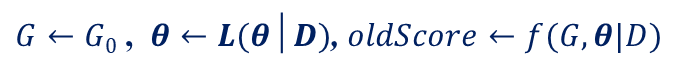 G ← G₀ , θ ← L(θ | D), oldScore ← f(G, θ|D)